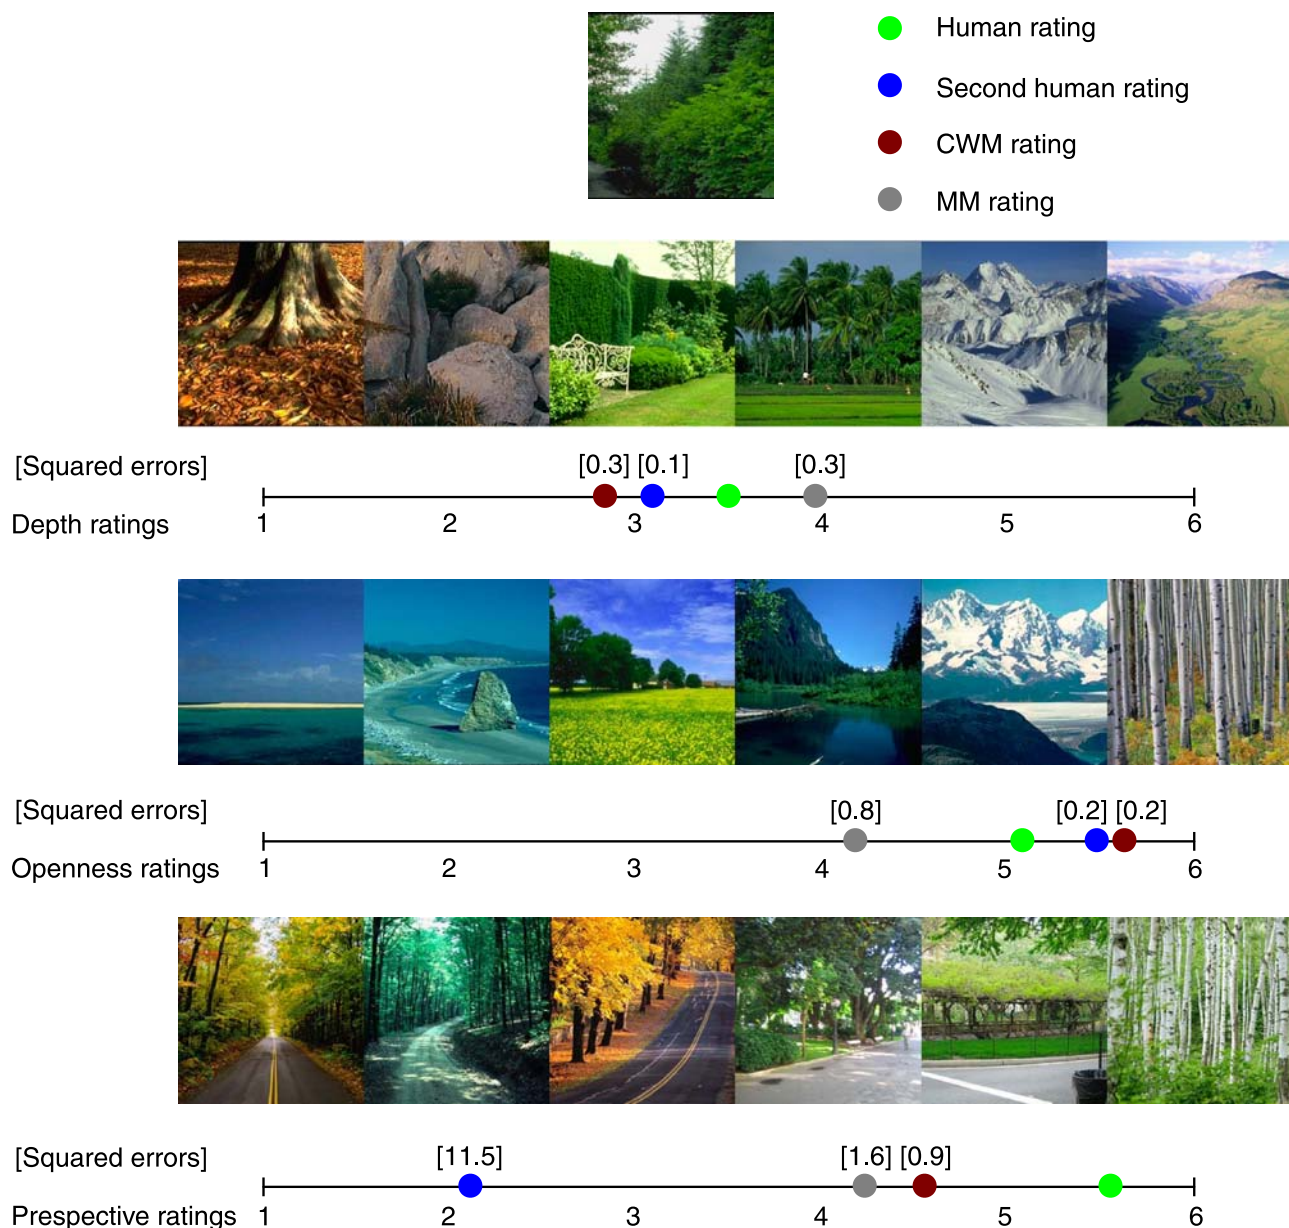 Human rating
Second human rating
CWM rating
MM rating
[Squared errors] [0.3] [0.1] [0.3]
Depth ratings 1 2 3 4 5 6
[Squared errors] [0.8] [0.2] [0.2]
Openness ratings 1 2 3 4 5 6
[Squared errors] [11.5] [1.6] [0.9]
Prespective ratings 1 2 3 4 5 6